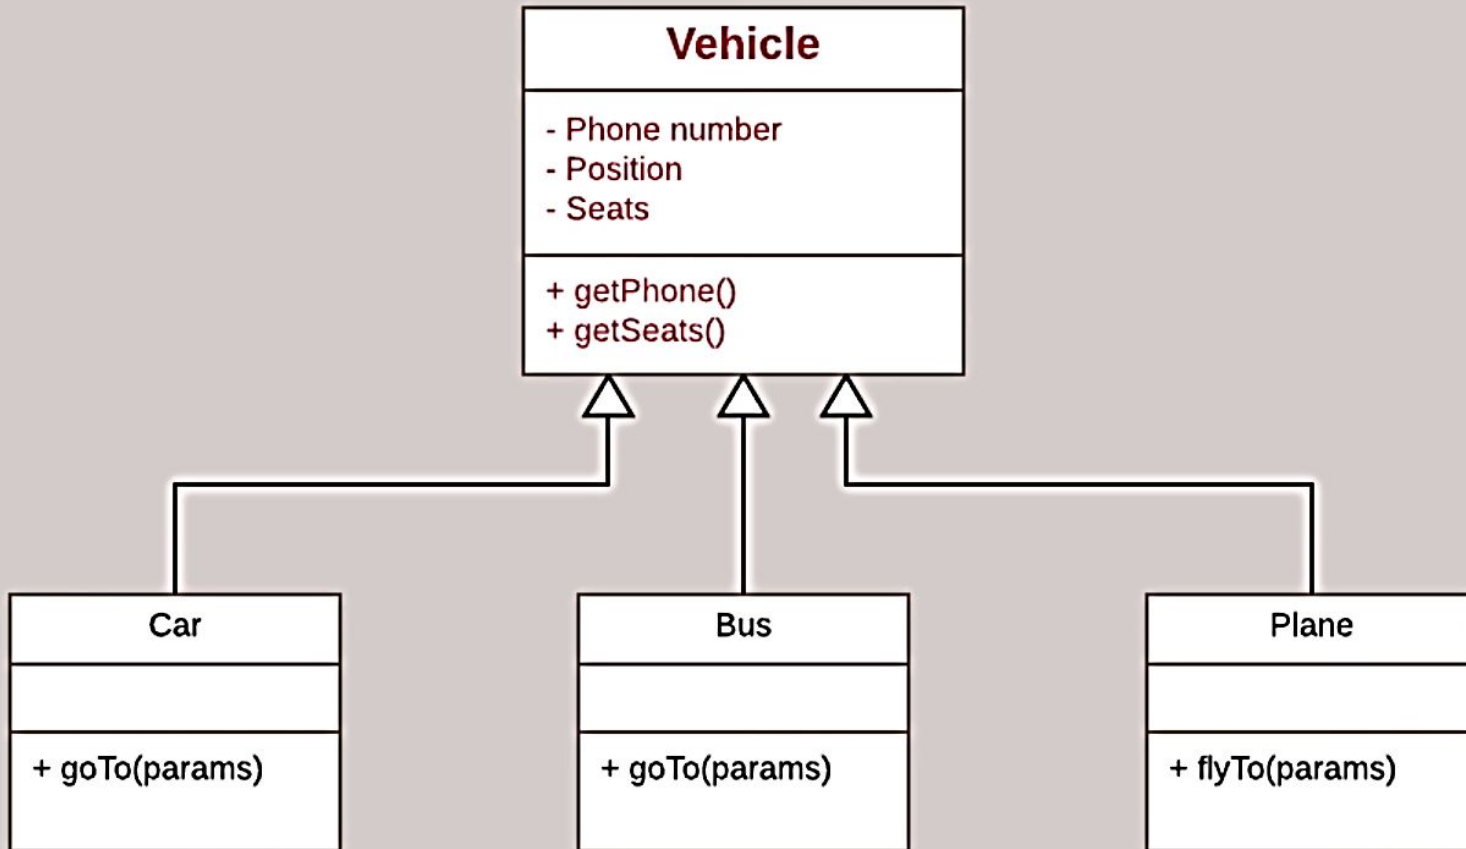 Vehicle
- Phone number
- Position
- Seats
+ getPhone()
+ getSeats()
Car
+ goTo(params)
Bus
+ goTo(params)
Plane
+ flyTo(params)